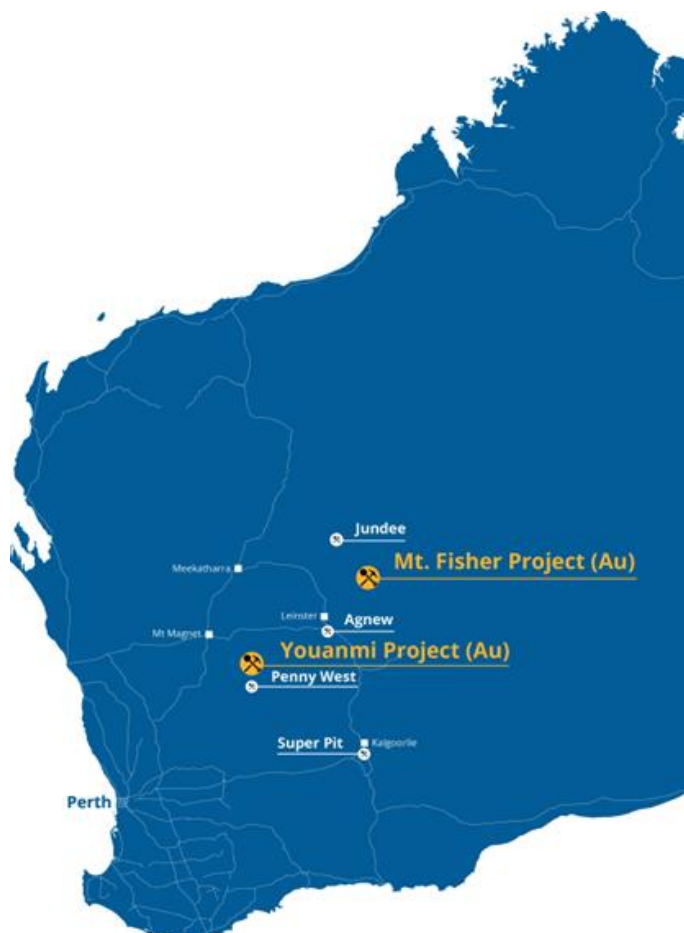 Jundee
Meekatharra
Mt. Fisher Project (Au)
Leinster
Agnew
Mt Magnet
Youanmi Project (Au)
Penny West
Super Pit
Kalgoorlie
Perth